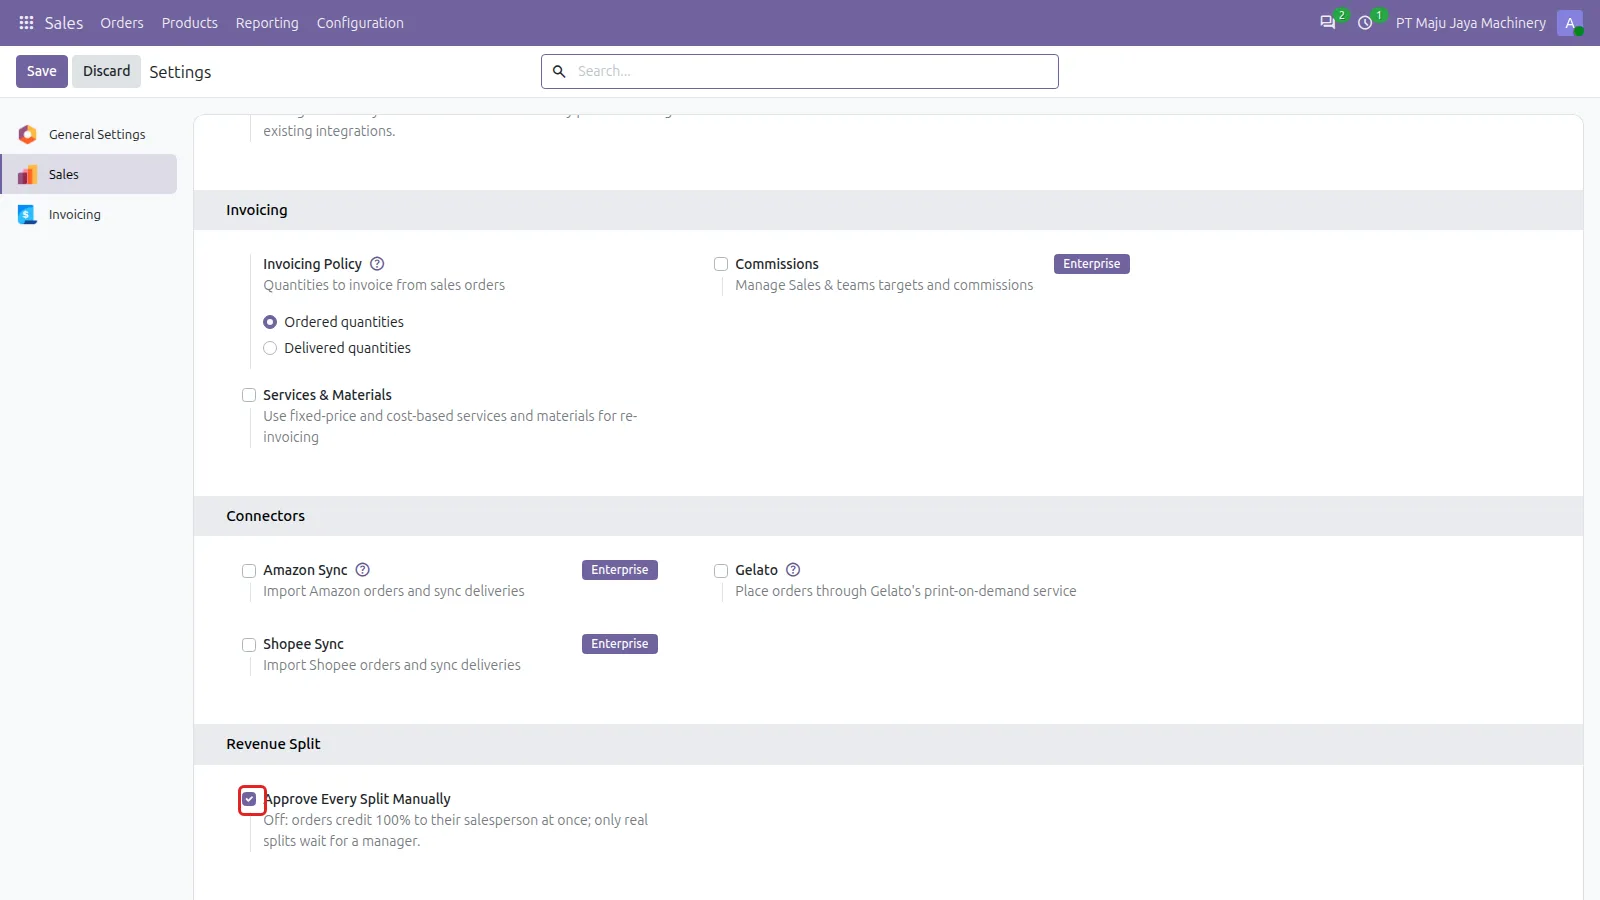 Sales Orders Products Reporting Configuration 2 1 PT Maju Jaya Machinery A
Save Discard Settings Search...
General Settings
Sales
Invoicing
existing integrations.
Invoicing
Invoicing Policy ?
Quantities to invoice from sales orders
Ordered quantities
Delivered quantities
Commissions Enterprise
Manage Sales & teams targets and commissions
Services & Materials
Use fixed-price and cost-based services and materials for re-
invoicing
Connectors
Amazon Sync ? Enterprise
Import Amazon orders and sync deliveries
Gelato ?
Place orders through Gelato's print-on-demand service
Shopee Sync Enterprise
Import Shopee orders and sync deliveries
Revenue Split
Approve Every Split Manually
Off: orders credit 100% to their salesperson at once; only real
splits wait for a manager.